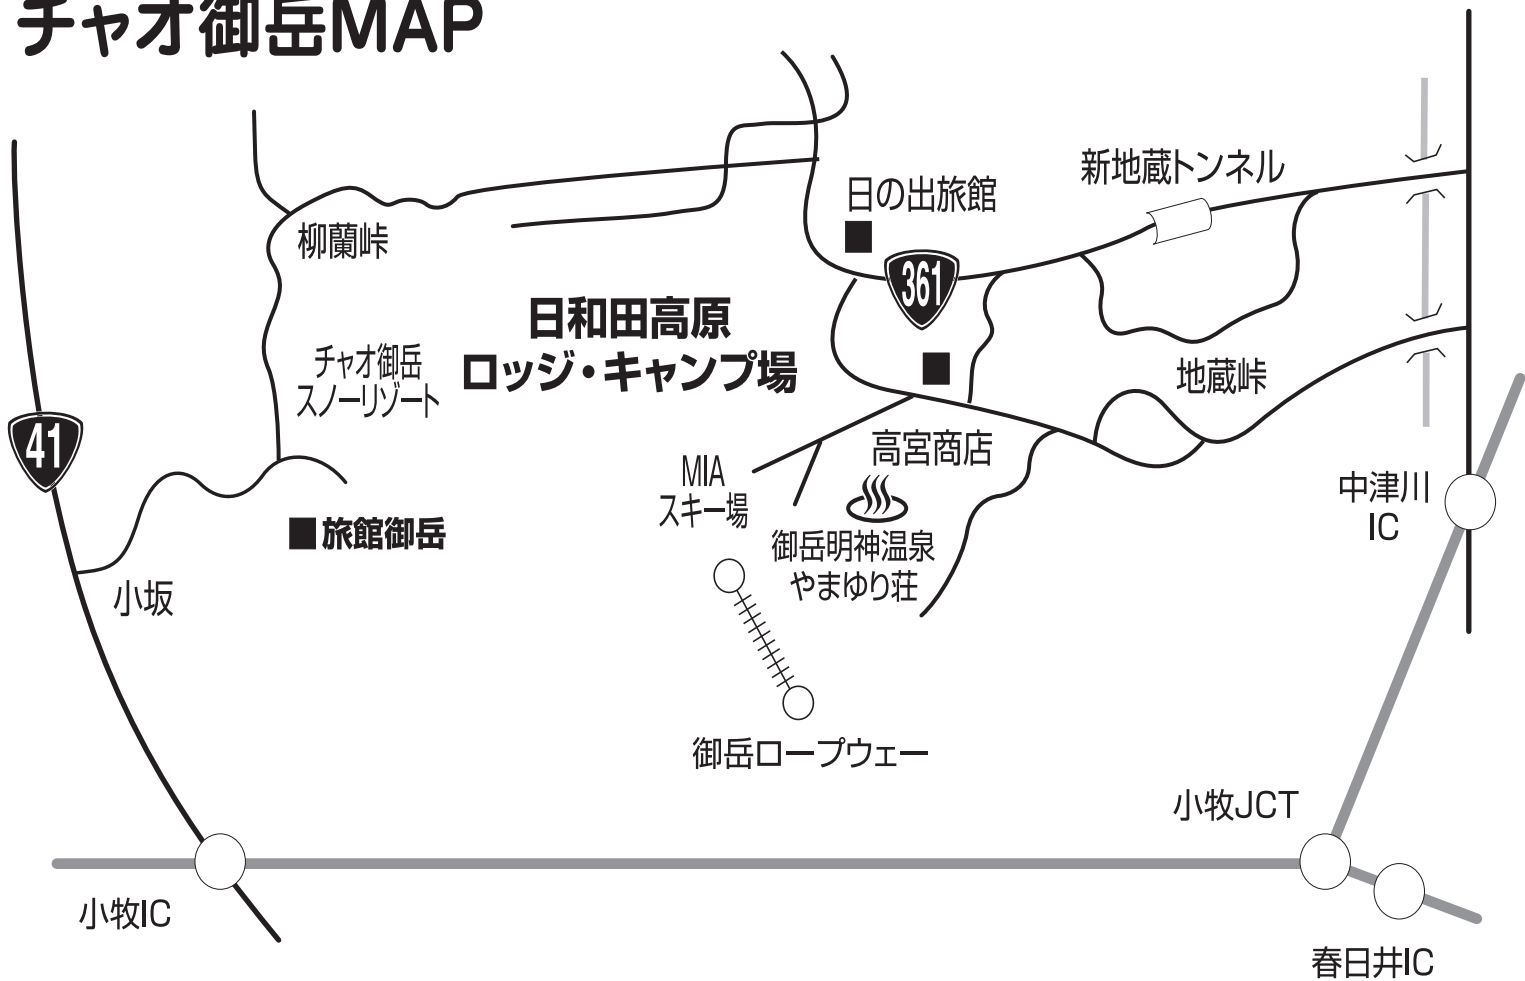 チャオ御岳MAP
新地蔵トンネル
日の出旅館
柳蘭峠
361
日和田高原
ロッジ・キャンプ場
チャオ御岳
スノーリゾート
地蔵峠
41
高宮商店
MIA
スキー場
中津川
IC
旅館御岳
御岳明神温泉
やまゆり荘
小坂
御岳ロープウェー
小牧JCT
小牧IC
春日井IC